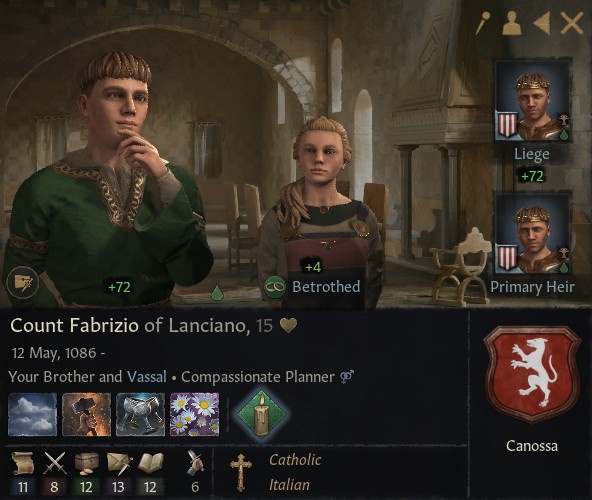 Liege
+72
+72
+4
Betrothed
Primary Heir
Count Fabrizio of Lanciano, 15
12 May, 1086 -
Your Brother and Vassal • Compassionate Planner
Canossa
11 8 12 13 12 6
Catholic
Italian